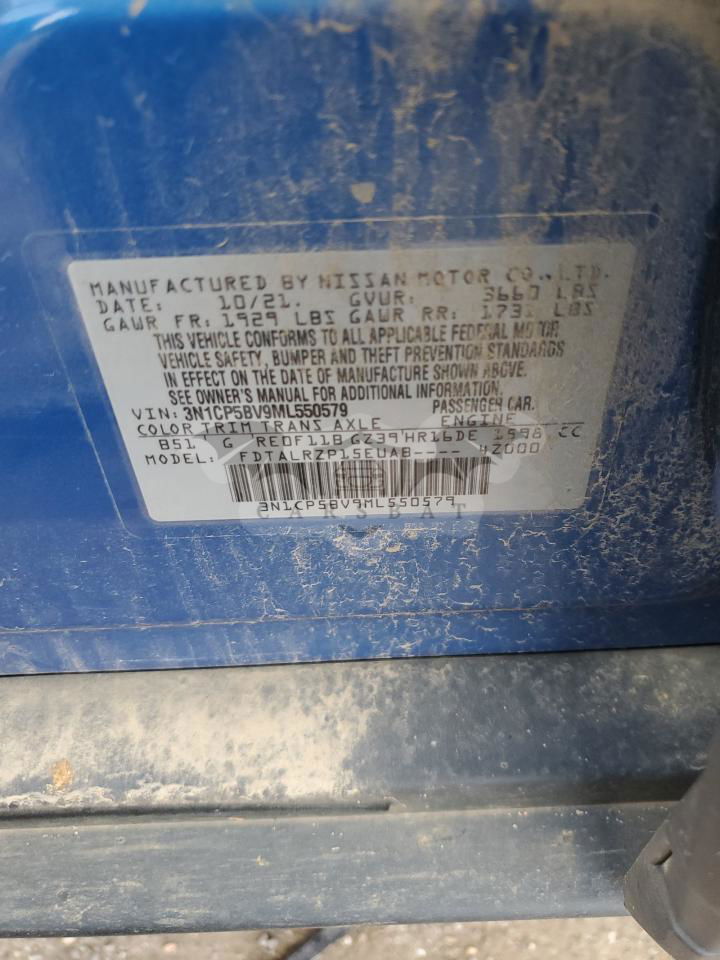 MANUFACTURED BY NISSAN MOTOR CO., LTD.
DATE: 10/21. GVWR: 3660 LBS
GAWR FR: 1929 LBS GAWR RR: 1731 LBS
THIS VEHICLE CONFORMS TO ALL APPLICABLE FEDERAL MOTOR
VEHICLE SAFETY, BUMPER AND THEFT PREVENTION STANDARDS
IN EFFECT ON THE DATE OF MANUFACTURE SHOWN ABOVE.
SEE OWNER'S MANUAL FOR ADDITIONAL INFORMATION.
VIN: 3N1CP5BV9ML550579 PASSENGER CAR.
COLOR TRIM TRANS AXLE ENGINE
B51 G RE0F11B GZ39 HR16DE 1598 CC
MODEL: FDTALRZP15EUAB---- 4Z000
3N1CP5BV9ML550579
CARSBAT